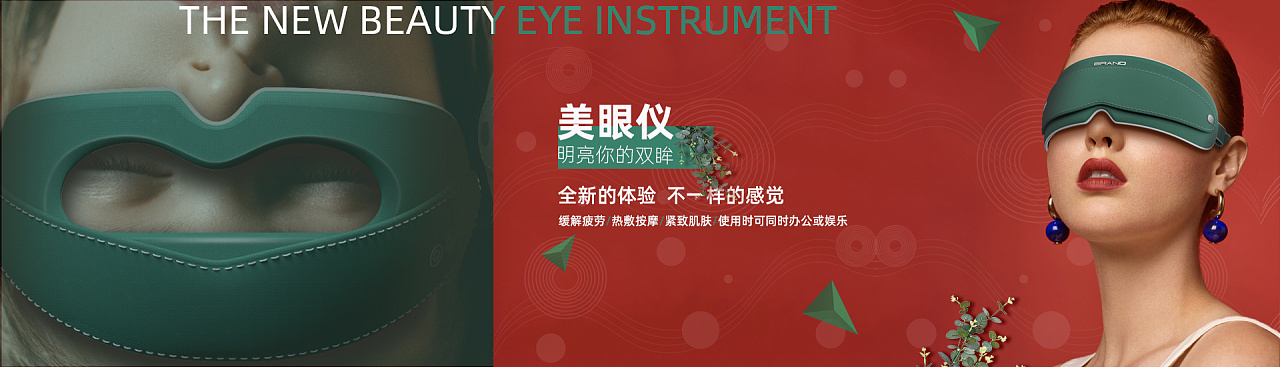 THE NEW BEAUTY EYE INSTRUMENT
美眼仪
明亮你的双眸
全新的体验 不一样的感觉
缓解疲劳/热敷按摩/紧致肌肤/使用时可同时办公或娱乐
BRAND